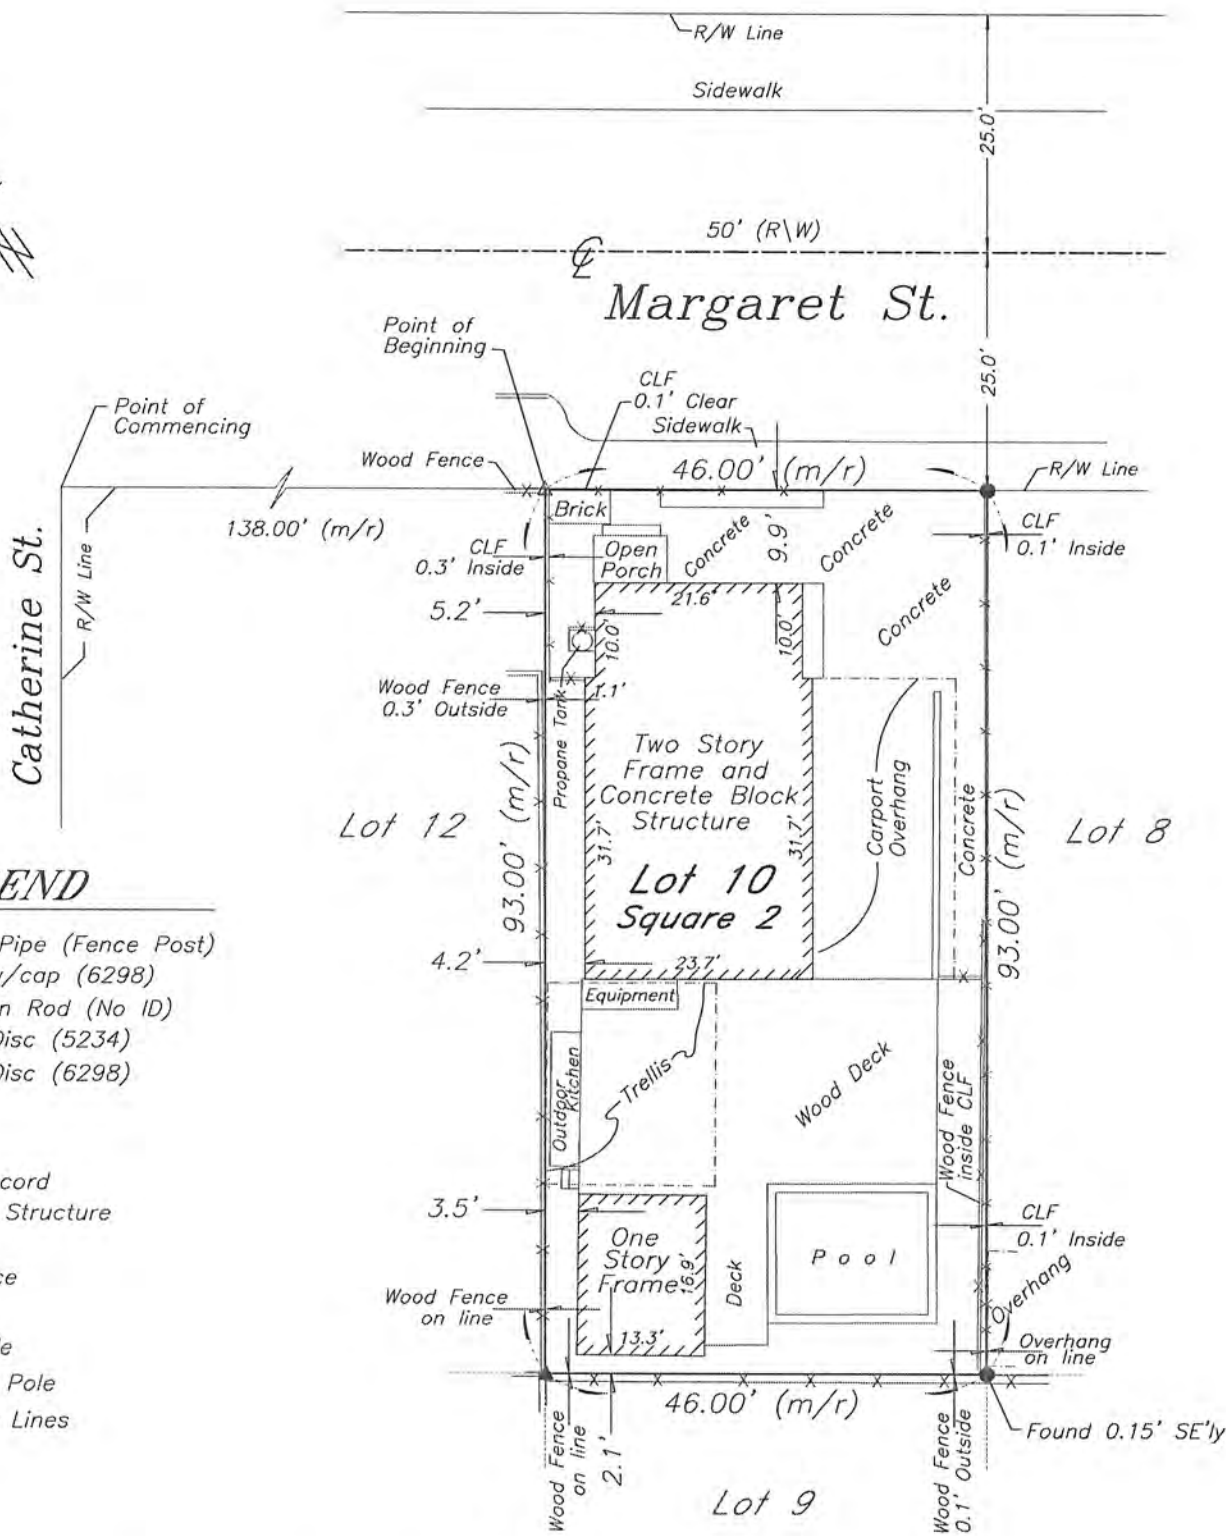 R/W Line
Sidewalk
25.0'
50' (R\W)
℄
Margaret St.
25.0'
Point of
Beginning
CLF
0.1' Clear
Sidewalk
Point of
Commencing
Wood Fence
46.00' (m/r)
R/W Line
138.00' (m/r)
Catherine St.
R/W Line
Brick
CLF
0.3' Inside
Open
Porch
Concrete
9.9'
Concrete
CLF
0.1' Inside
5.2'
21.6'
10.0'
10.0'
Concrete
Wood Fence
0.3' Outside
1.1'
Propane Tank
Two Story
Frame and
Concrete Block
Structure
Carport
Overhang
Concrete
Lot 12
93.00' (m/r)
31.7'
31.7'
Lot 10
Square 2
93.00' (m/r)
Lot 8
4.2'
23.7'
END
Pipe (Fence Post)
/cap (6298)
n Rod (No ID)
Disc (5234)
Disc (6298)
cord
Structure
ce
le
Pole
Lines
Equipment
Outdoor
Kitchen
Trellis
Wood Deck
Wood Fence
inside CLF
3.5'
One
Story
Frame
16.9'
Deck
Pool
CLF
0.1' Inside
Overhang
Wood Fence
on line
13.3'
Overhang
on line
46.00' (m/r)
Wood Fence
on line
2.1'
Wood Fence
0.1' Outside
Found 0.15' SE'ly
Lot 9